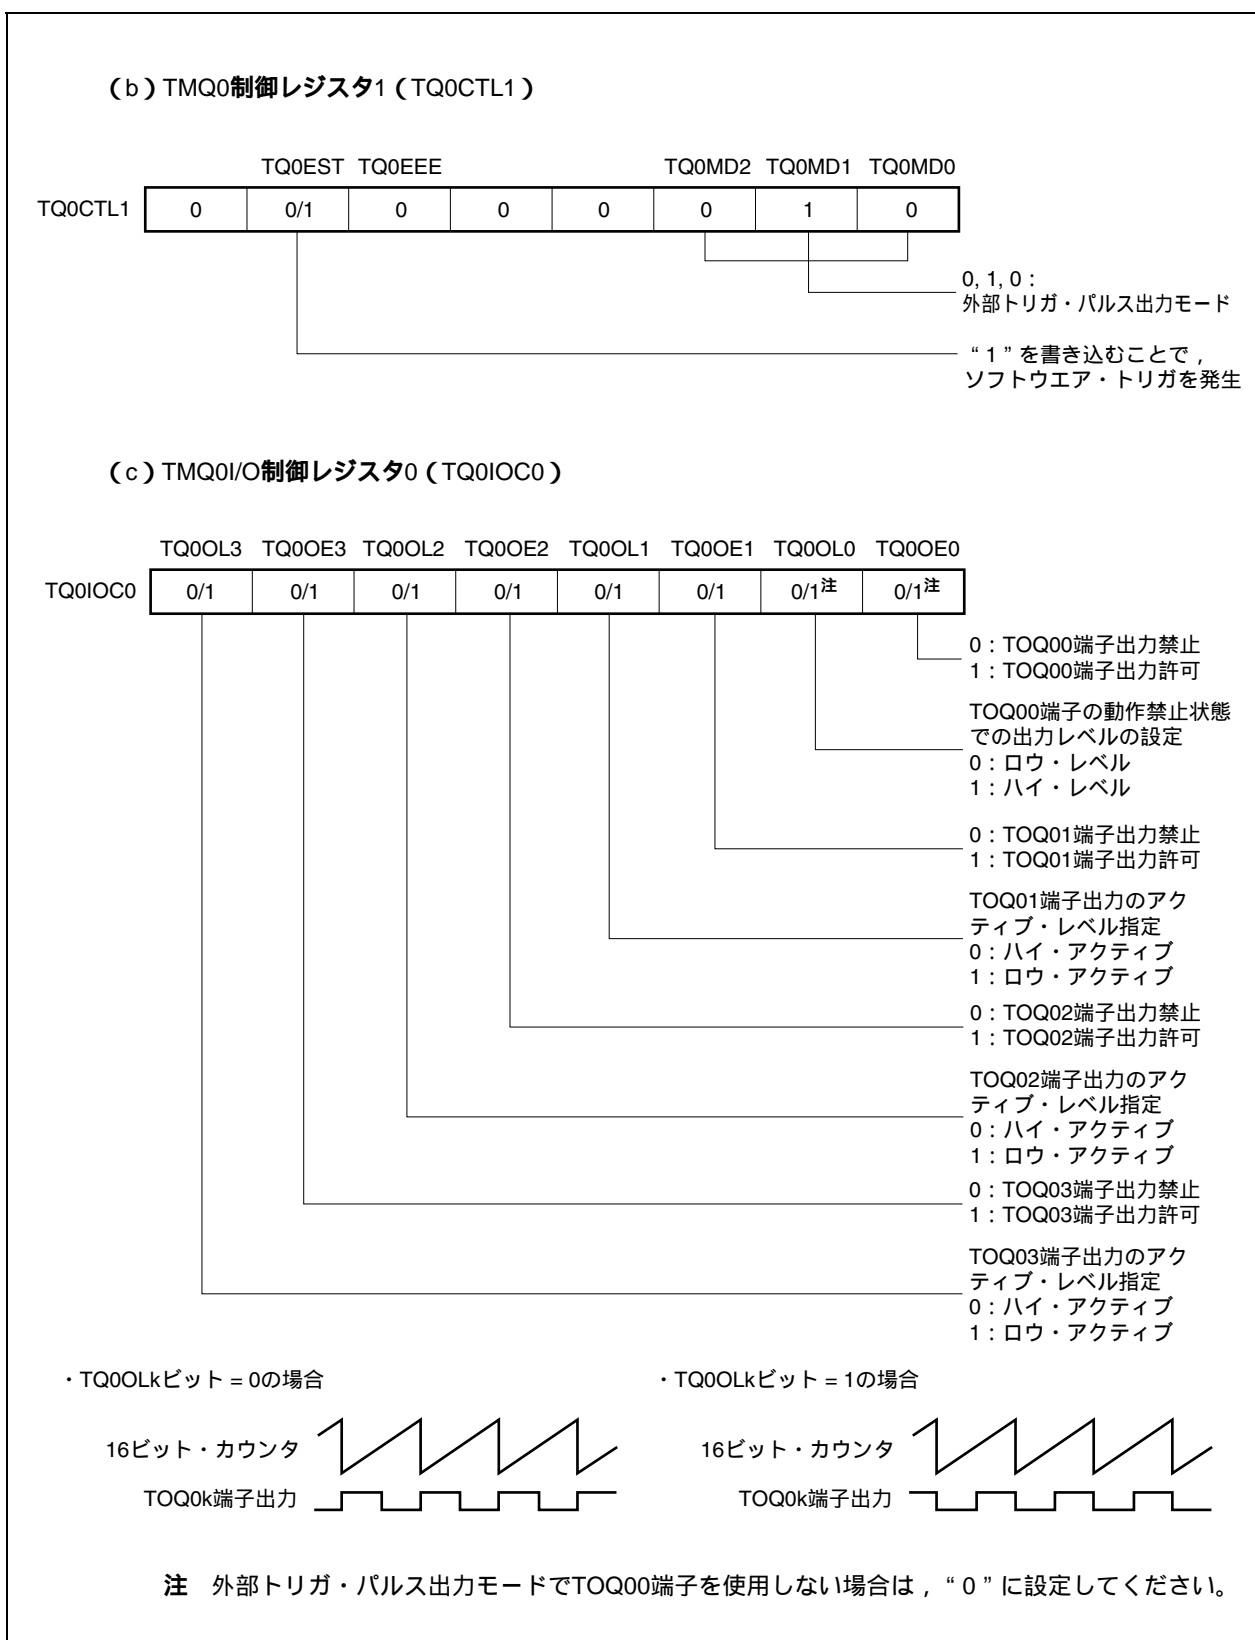 （b）TMQ0制御レジスタ1（TQ0CTL1）
TQ0EST TQ0EEE TQ0MD2 TQ0MD1 TQ0MD0
TQ0CTL1 0 0/1 0 0 0 0 1 0
0, 1, 0：
外部トリガ・パルス出力モード
“1”を書き込むことで，
ソフトウエア・トリガを発生
（c）TMQ0I/O制御レジスタ0（TQ0IOC0）
TQ0OL3 TQ0OE3 TQ0OL2 TQ0OE2 TQ0OL1 TQ0OE1 TQ0OL0 TQ0OE0
TQ0IOC0 0/1 0/1 0/1 0/1 0/1 0/1 0/1注 0/1注
0：TOQ00端子出力禁止
1：TOQ00端子出力許可
TOQ00端子の動作禁止状態
での出力レベルの設定
0：ロウ・レベル
1：ハイ・レベル
0：TOQ01端子出力禁止
1：TOQ01端子出力許可
TOQ01端子出力のアク
ティブ・レベル指定
0：ハイ・アクティブ
1：ロウ・アクティブ
0：TOQ02端子出力禁止
1：TOQ02端子出力許可
TOQ02端子出力のアク
ティブ・レベル指定
0：ハイ・アクティブ
1：ロウ・アクティブ
0：TOQ03端子出力禁止
1：TOQ03端子出力許可
TOQ03端子出力のアク
ティブ・レベル指定
0：ハイ・アクティブ
1：ロウ・アクティブ
・TQ0OLkビット = 0の場合
16ビット・カウンタ
TOQ0k端子出力
・TQ0OLkビット = 1の場合
16ビット・カウンタ
TOQ0k端子出力
注 外部トリガ・パルス出力モードでTOQ00端子を使用しない場合は，“0”に設定してください。